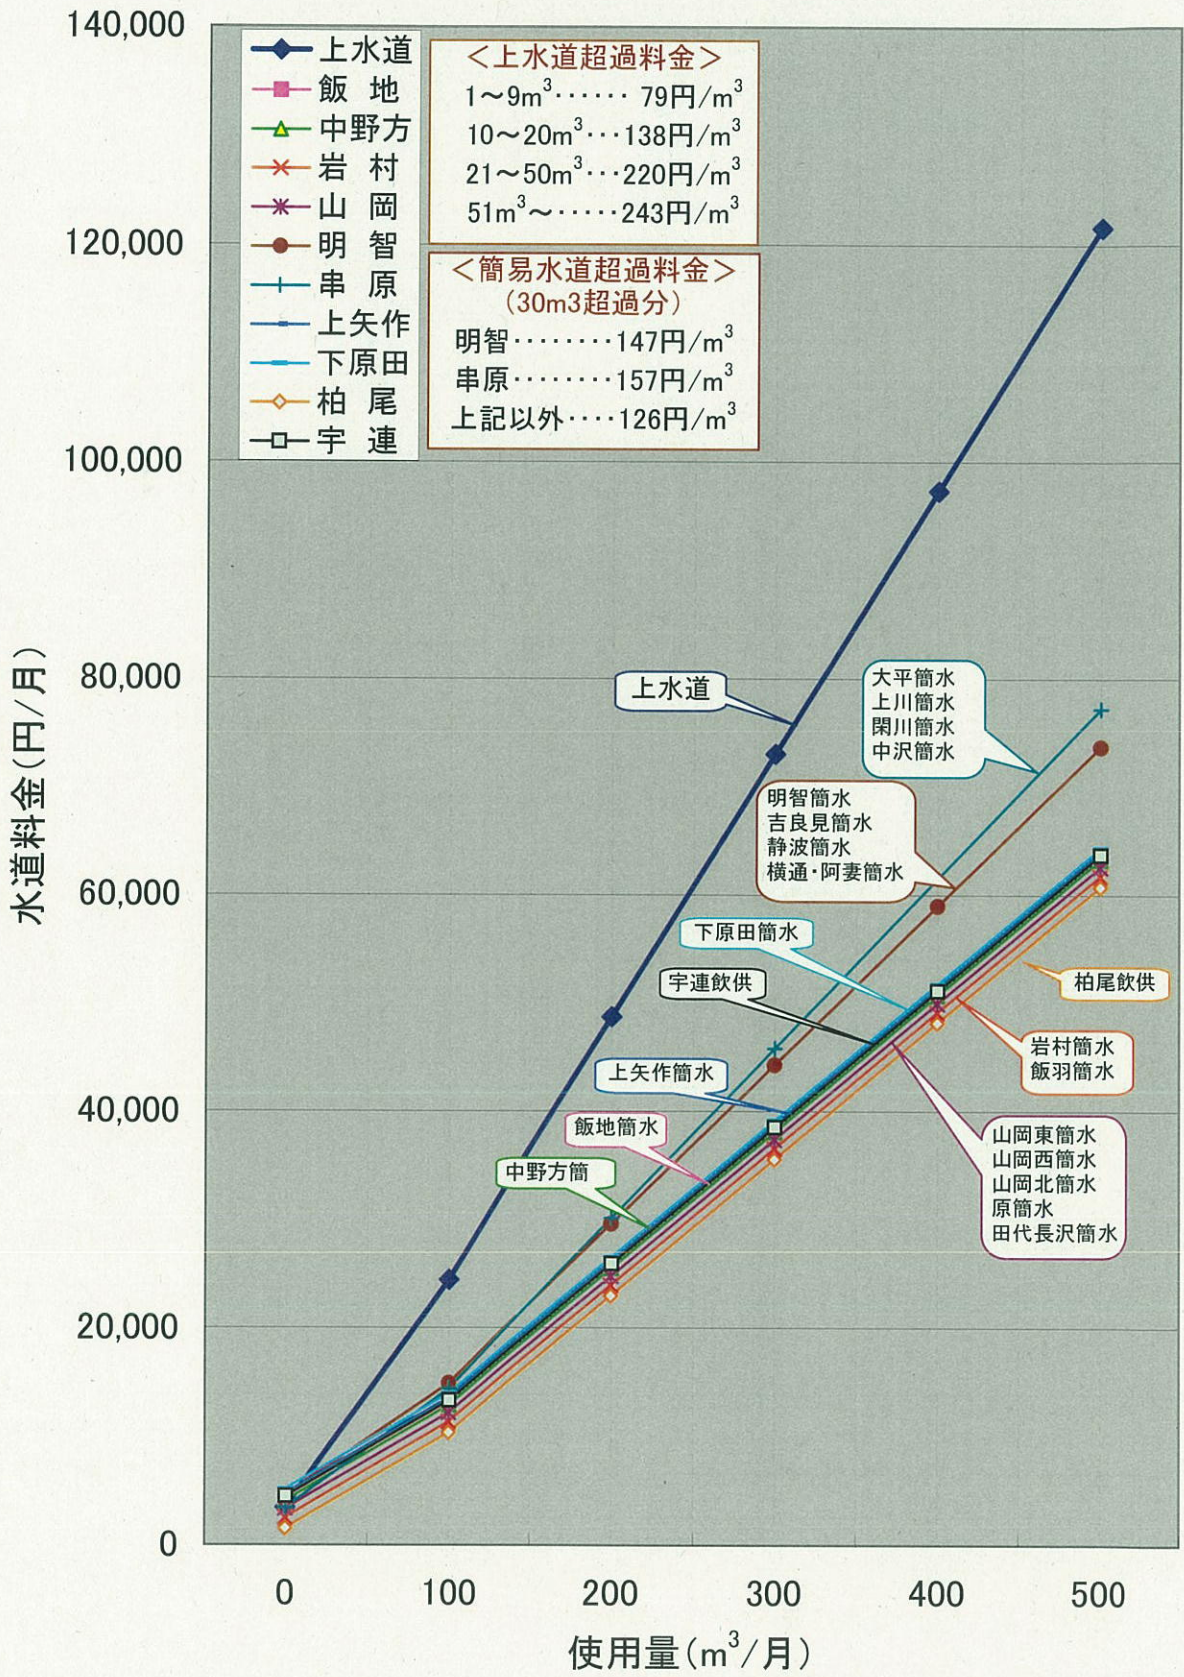 140,000
120,000
100,000
80,000
60,000
40,000
20,000
0
水道料金(円/月)
上水道
飯 地
中野方
岩 村
山 岡
明 智
串 原
上矢作
下原田
柏 尾
宇 連
＜上水道超過料金＞
1～9m³‥‥‥ 79円/m³
10～20m³‥･138円/m³
21～50m³‥･220円/m³
51m³～‥‥･243円/m³
＜簡易水道超過料金＞
(30m3超過分)
明智‥‥‥‥147円/m³
串原‥‥‥‥157円/m³
上記以外‥‥126円/m³
上水道
大平簡水
上川簡水
閑川簡水
中沢簡水
明智簡水
吉良見簡水
静波簡水
横通・阿妻簡水
下原田簡水
宇連飲供
柏尾飲供
岩村簡水
飯羽簡水
上矢作簡水
飯地簡水
中野方簡
山岡東簡水
山岡西簡水
山岡北簡水
原簡水
田代長沢簡水
0 100 200 300 400 500
使用量(m³/月)